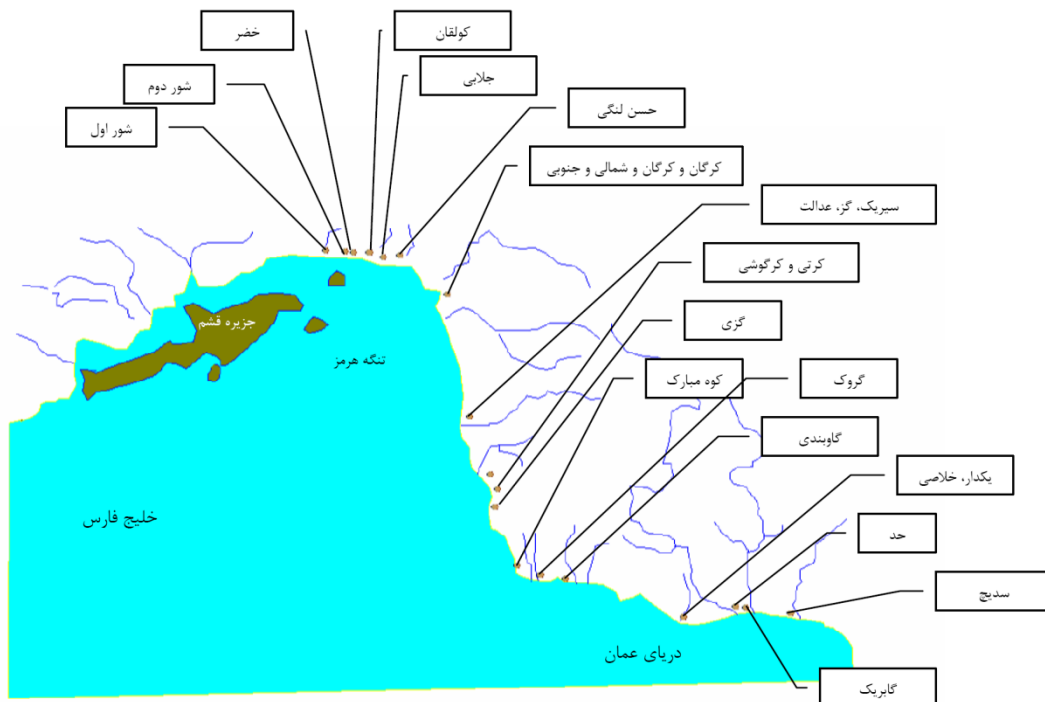 خضر
کولقان
شور دوم
جلابی
شور اول
حسن لنگی
کرگان و کرگان و شمالی و جنوبی
سیریک، گز، عدالت
کرتی و کرگوشی
گزی
جزیره قشم
تنگه هرمز
کوه مبارک
گروک
گاوبندی
یکدار، خلاصی
خلیج فارس
حد
سدیچ
دریای عمان
گابریک